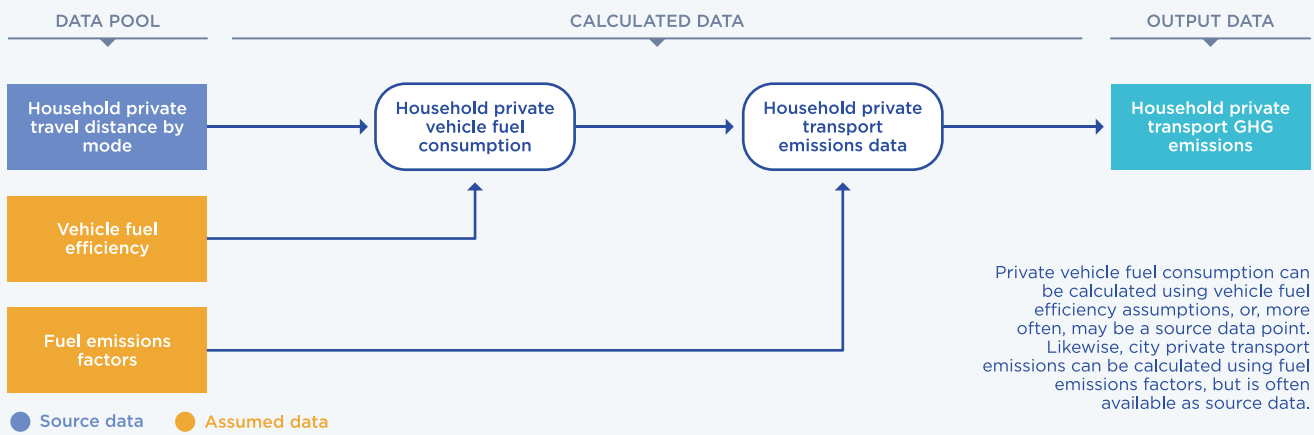 DATA POOL
CALCULATED DATA
OUTPUT DATA
Household private
travel distance by
mode
Household private
vehicle fuel
consumption
Household private
transport
emissions data
Household private
transport GHG
emissions
Vehicle fuel
efficiency
Fuel emissions
factors
Private vehicle fuel consumption can
be calculated using vehicle fuel
efficiency assumptions, or, more
often, may be a source data point.
Likewise, city private transport
emissions can be calculated using fuel
emissions factors, but is often
available as source data.
Source data
Assumed data